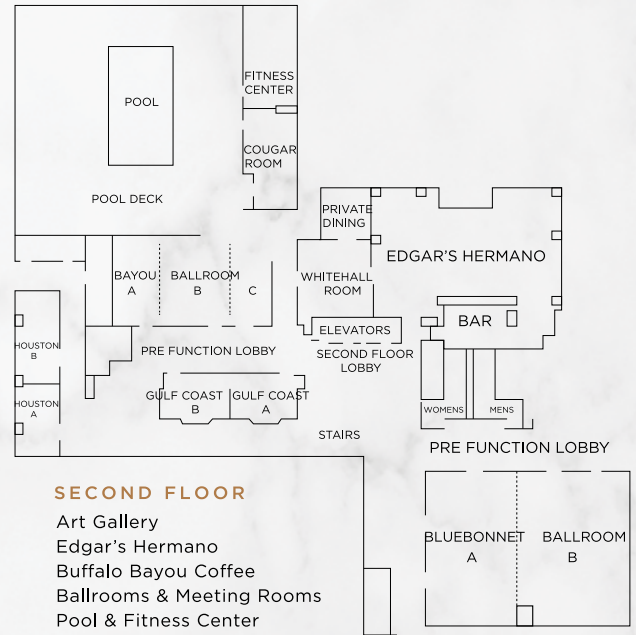 FITNESS
CENTER
POOL
COUGAR
ROOM
POOL DECK
PRIVATE
DINING
EDGAR'S HERMANO
BAYOU
A
BALLROOM
B
C
WHITEHALL
ROOM
BAR
ELEVATORS
SECOND FLOOR
LOBBY
HOUSTON
B
PRE FUNCTION LOBBY
HOUSTON
A
GULF COAST
B
GULF COAST
A
WOMENS
MENS
STAIRS
PRE FUNCTION LOBBY
BLUEBONNET
A
BALLROOM
B
SECOND FLOOR
Art Gallery
Edgar's Hermano
Buffalo Bayou Coffee
Ballrooms & Meeting Rooms
Pool & Fitness Center